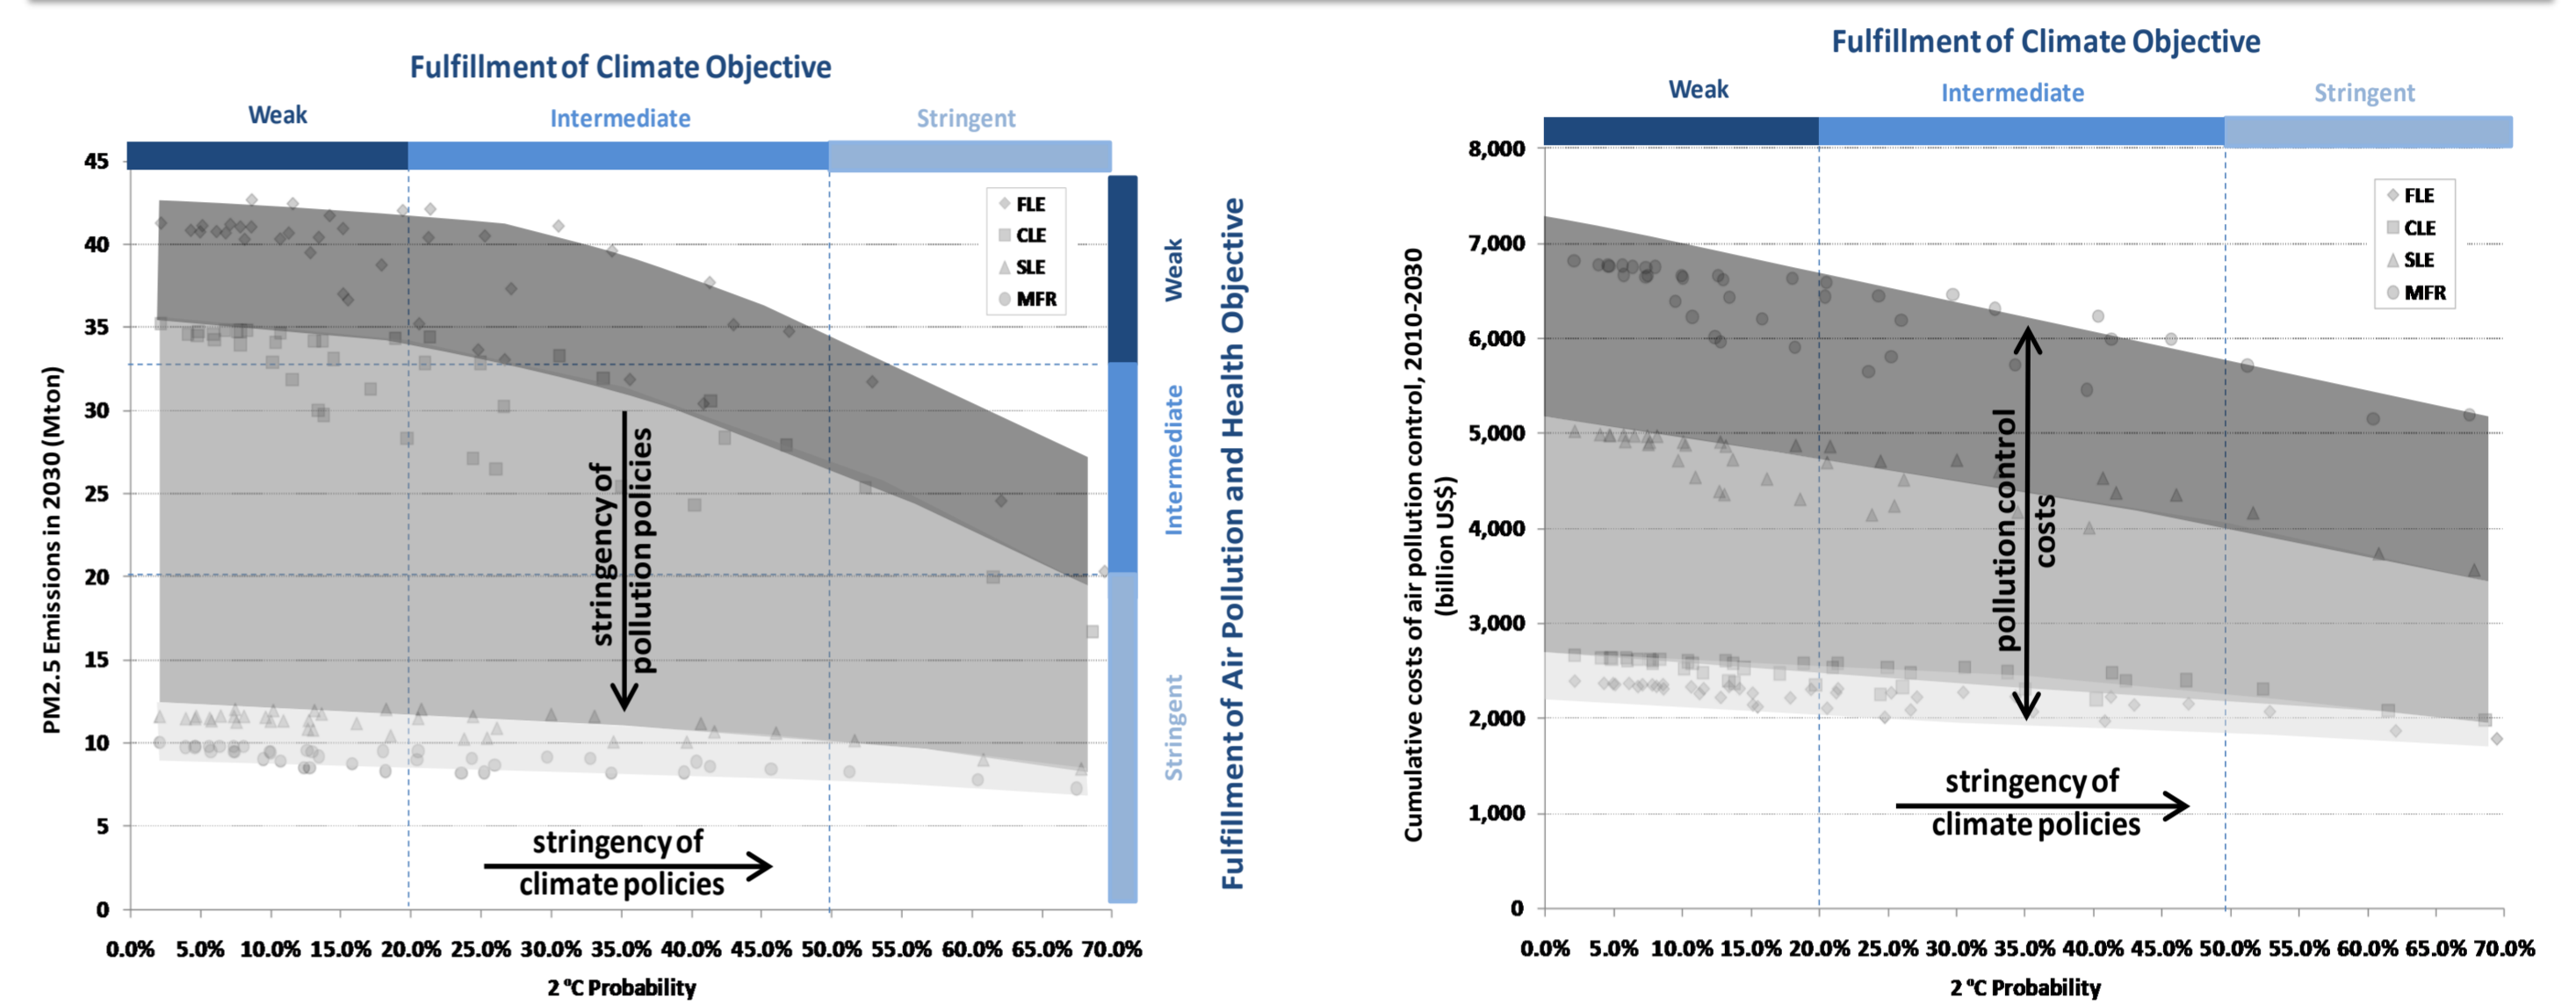 Fulfillment of Climate Objective
Weak
Intermediate
Stringent
45
40
35
30
25
20
15
10
5
0
PM2.5 Emissions in 2030 (Mton)
FLE
CLE
SLE
MFR
stringency of
pollution policies
stringency of
climate policies
0.0% 5.0% 10.0% 15.0% 20.0% 25.0% 30.0% 35.0% 40.0% 45.0% 50.0% 55.0% 60.0% 65.0% 70.0%
2 °C Probability
Weak
Intermediate
Stringent
Fulfillment of Air Pollution and Health Objective
Fulfillment of Climate Objective
Weak
Intermediate
Stringent
8,000
7,000
6,000
5,000
4,000
3,000
2,000
1,000
0
Cumulative costs of air pollution control, 2010-2030
(billion US$)
FLE
CLE
SLE
MFR
pollution control
costs
stringency of
climate policies
0.0% 5.0% 10.0% 15.0% 20.0% 25.0% 30.0% 35.0% 40.0% 45.0% 50.0% 55.0% 60.0% 65.0% 70.0%
2 °C Probability